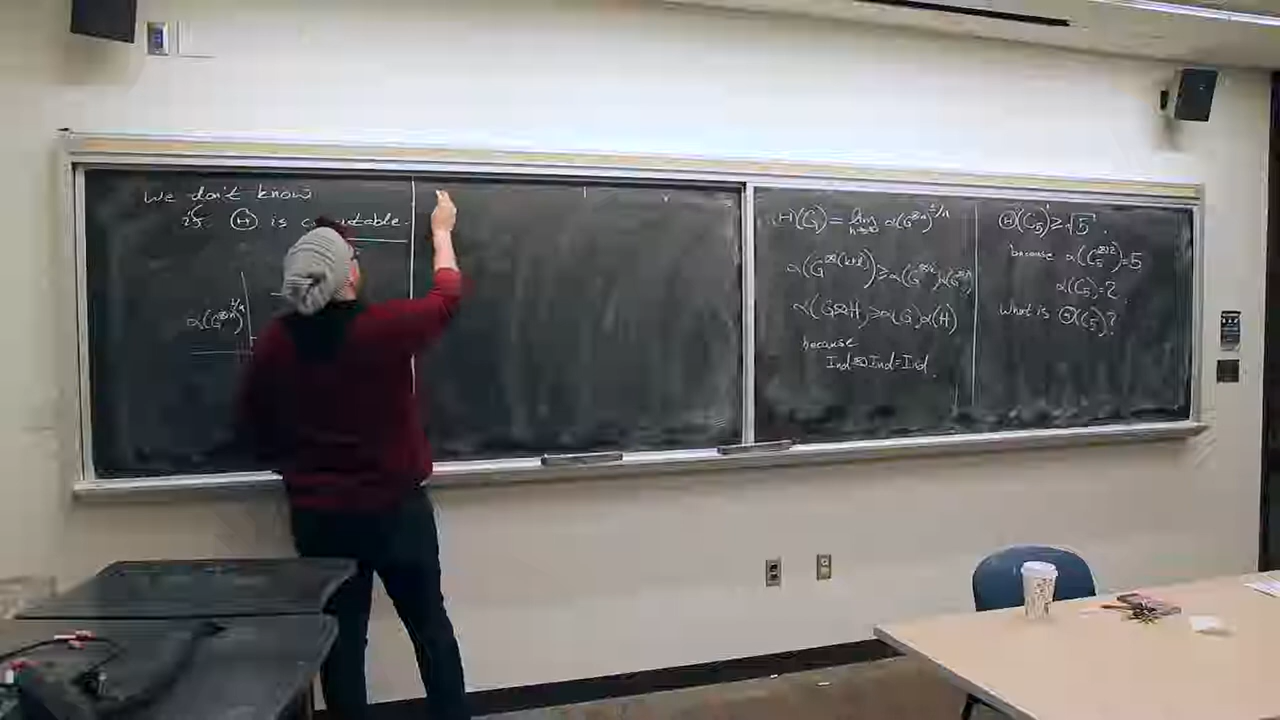 We don't know
if Θ is computable.
α(G^{⊠n})^{1/n}
Θ(G) = lim_{n→∞} α(G^{⊠n})^{1/n}
α(G^{⊠(k+l)}) ≥ α(G^{⊠k}) α(G^{⊠l})
α(G⊠H) ≥ α(G)α(H)
because
Ind ⊠ Ind = Ind.
Θ(C₅) ≥ √5.
because α(C₅^{⊠2}) = 5
α(C₅) = 2.
What is Θ(C₅)?